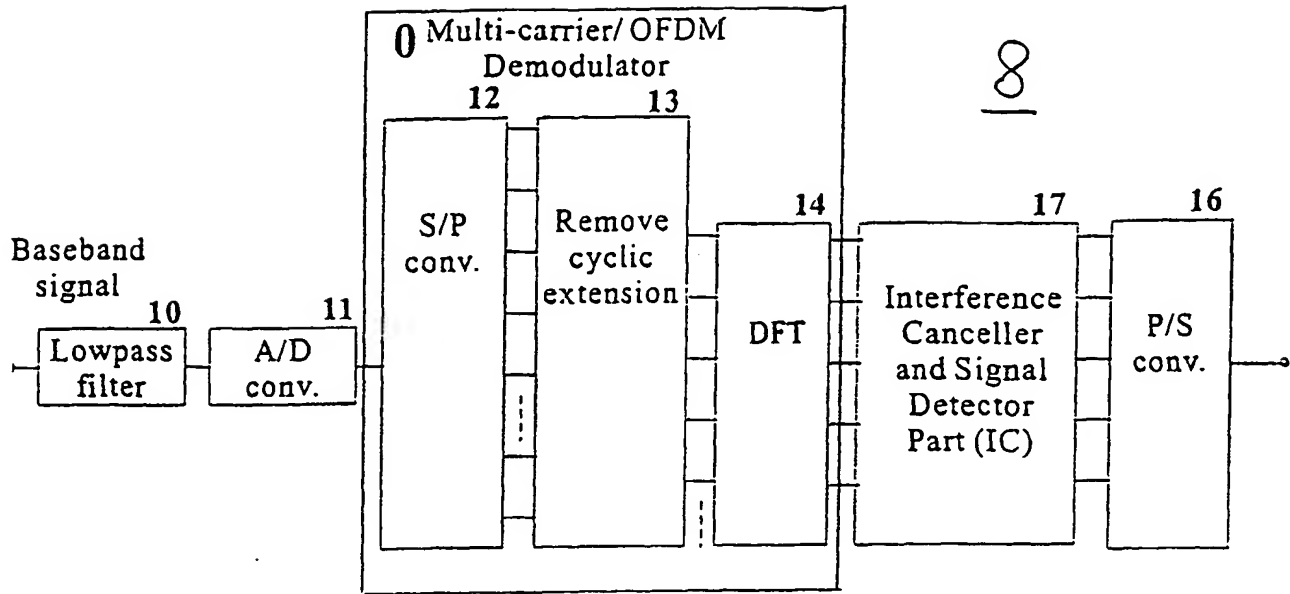 0 Multi-carrier/ OFDM
Demodulator
8
12
13
S/P
conv.
Remove
cyclic
extension
14
DFT
17
Interference
Canceller
and Signal
Detector
Part (IC)
16
P/S
conv.
Baseband
signal
10
Lowpass
filter
11
A/D
conv.